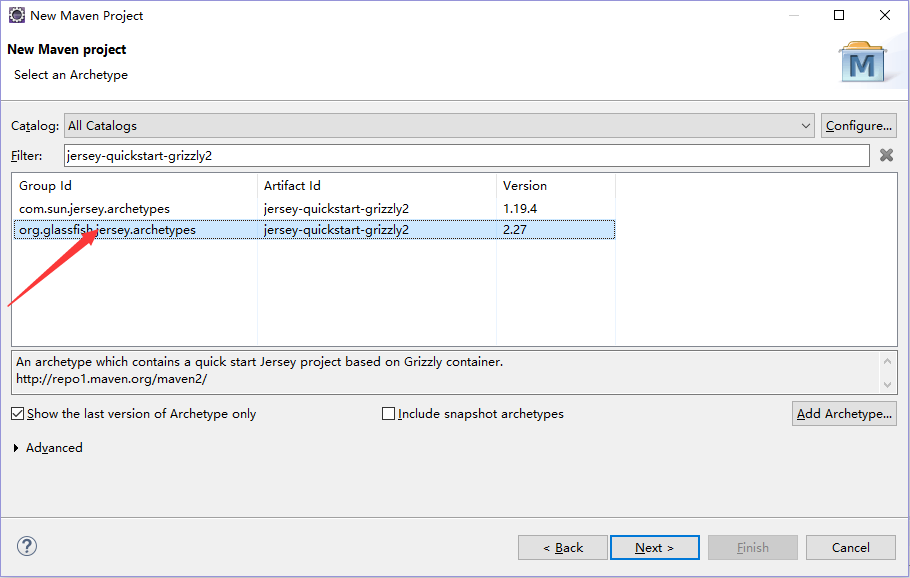 New Maven Project
New Maven project
Select an Archetype
M
Catalog: All Catalogs Configure...
Filter: jersey-quickstart-grizzly2
Group Id Artifact Id Version
com.sun.jersey.archetypes jersey-quickstart-grizzly2 1.19.4
org.glassfish.jersey.archetypes jersey-quickstart-grizzly2 2.27
An archetype which contains a quick start Jersey project based on Grizzly container.
http://repo1.maven.org/maven2/
Show the last version of Archetype only Include snapshot archetypes Add Archetype...
Advanced
? < Back Next > Finish Cancel